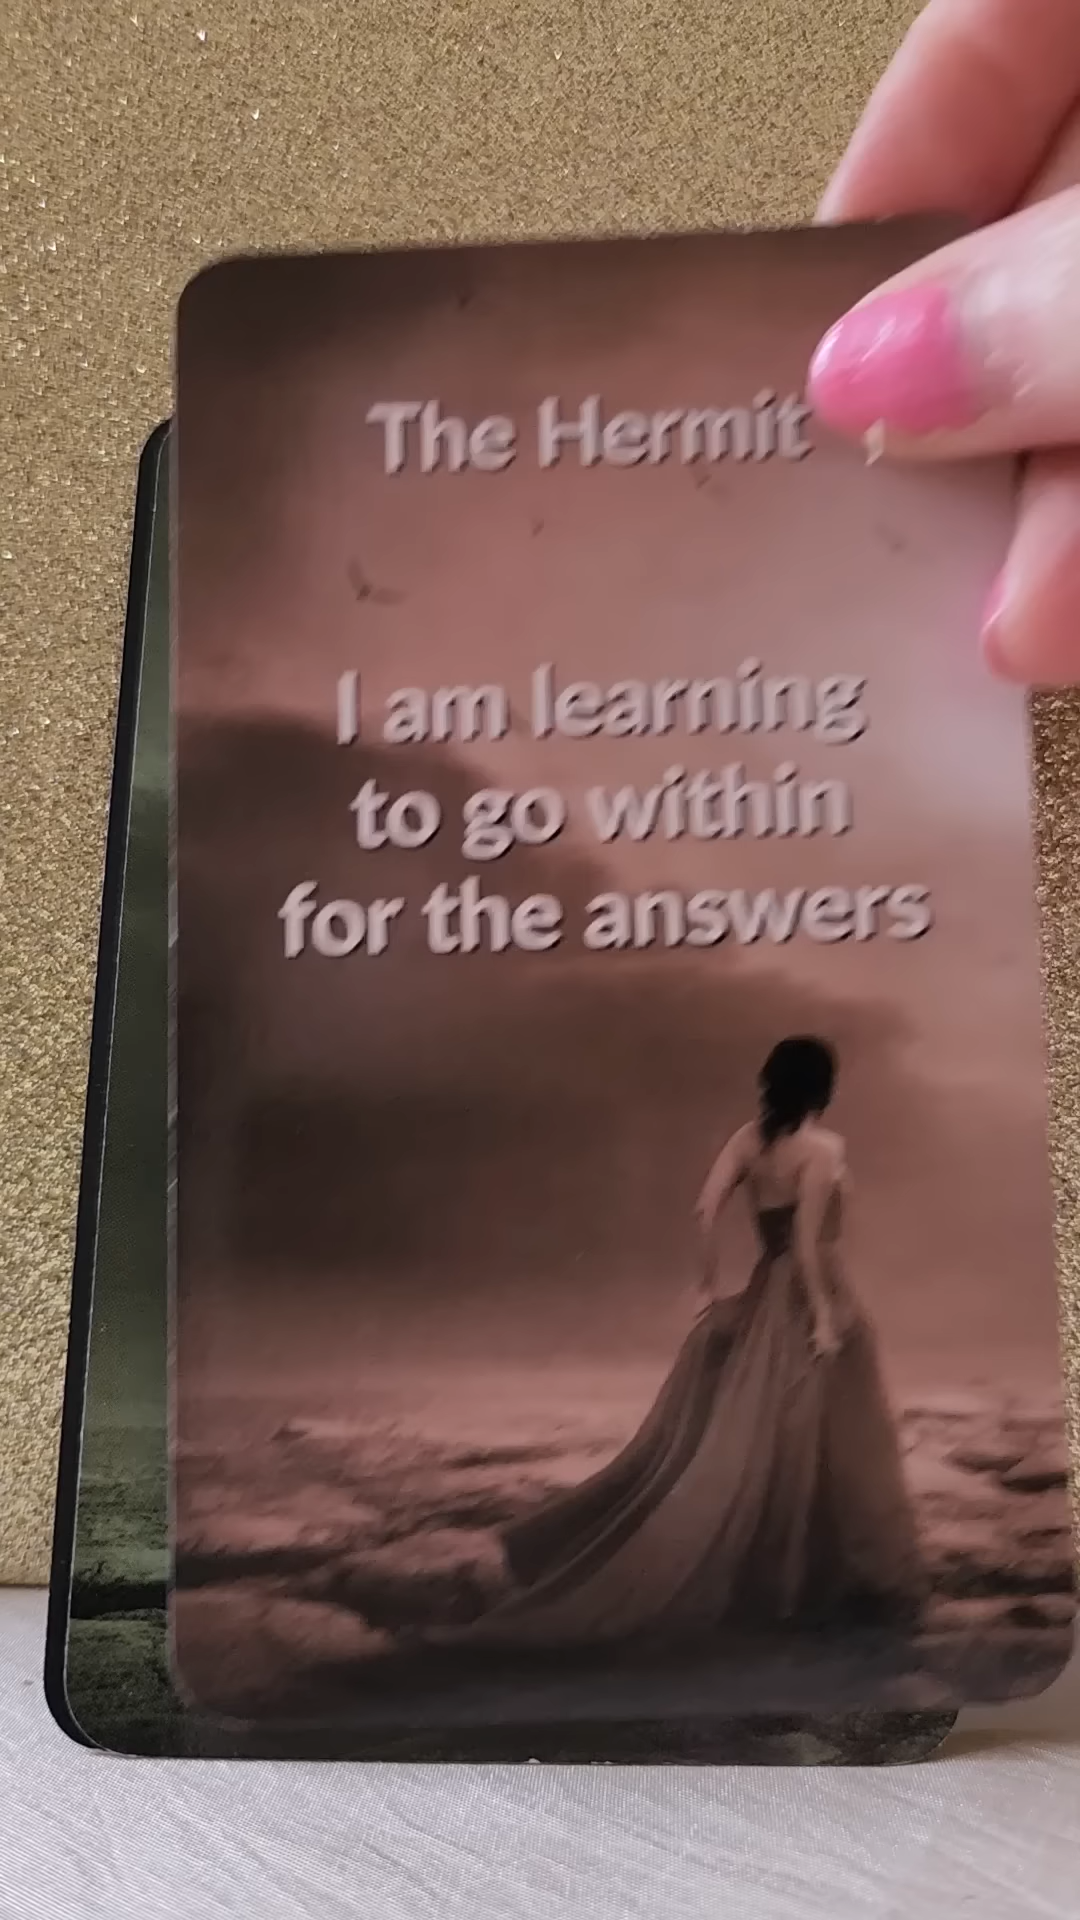 The Hermit
I am learning
to go within
for the answers